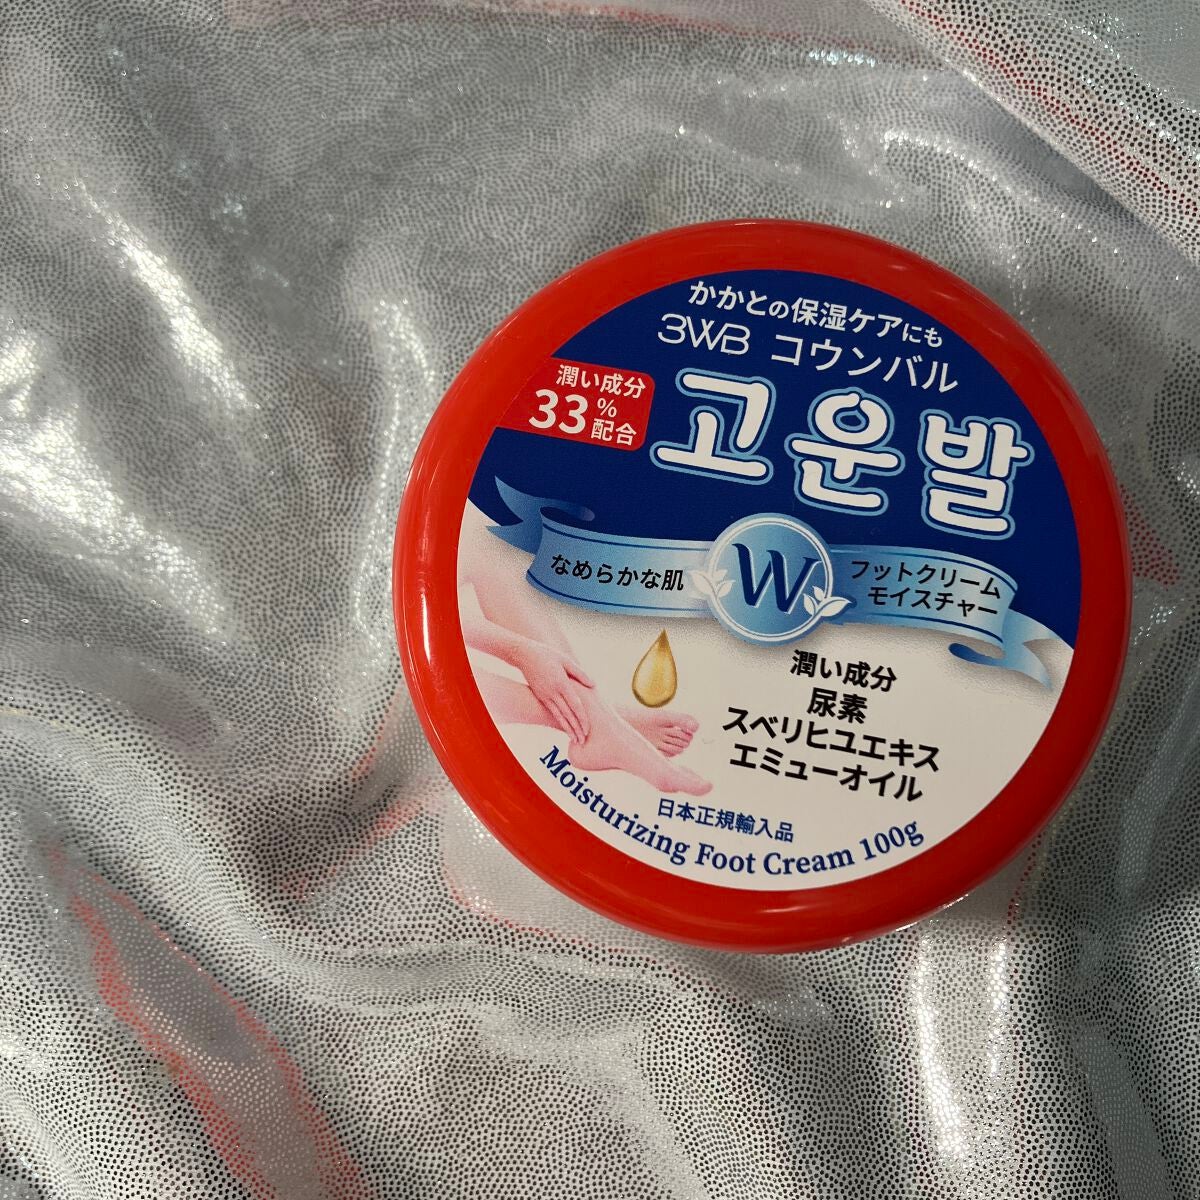 かかとの保湿ケアにも
3WB コウンバル
潤い成分
33%
配合
고운발
なめらかな肌
W
フットクリーム
モイスチャー
潤い成分
尿素
スベリヒユエキス
エミューオイル
日本正規輸入品
Moisturizing Foot Cream 100g